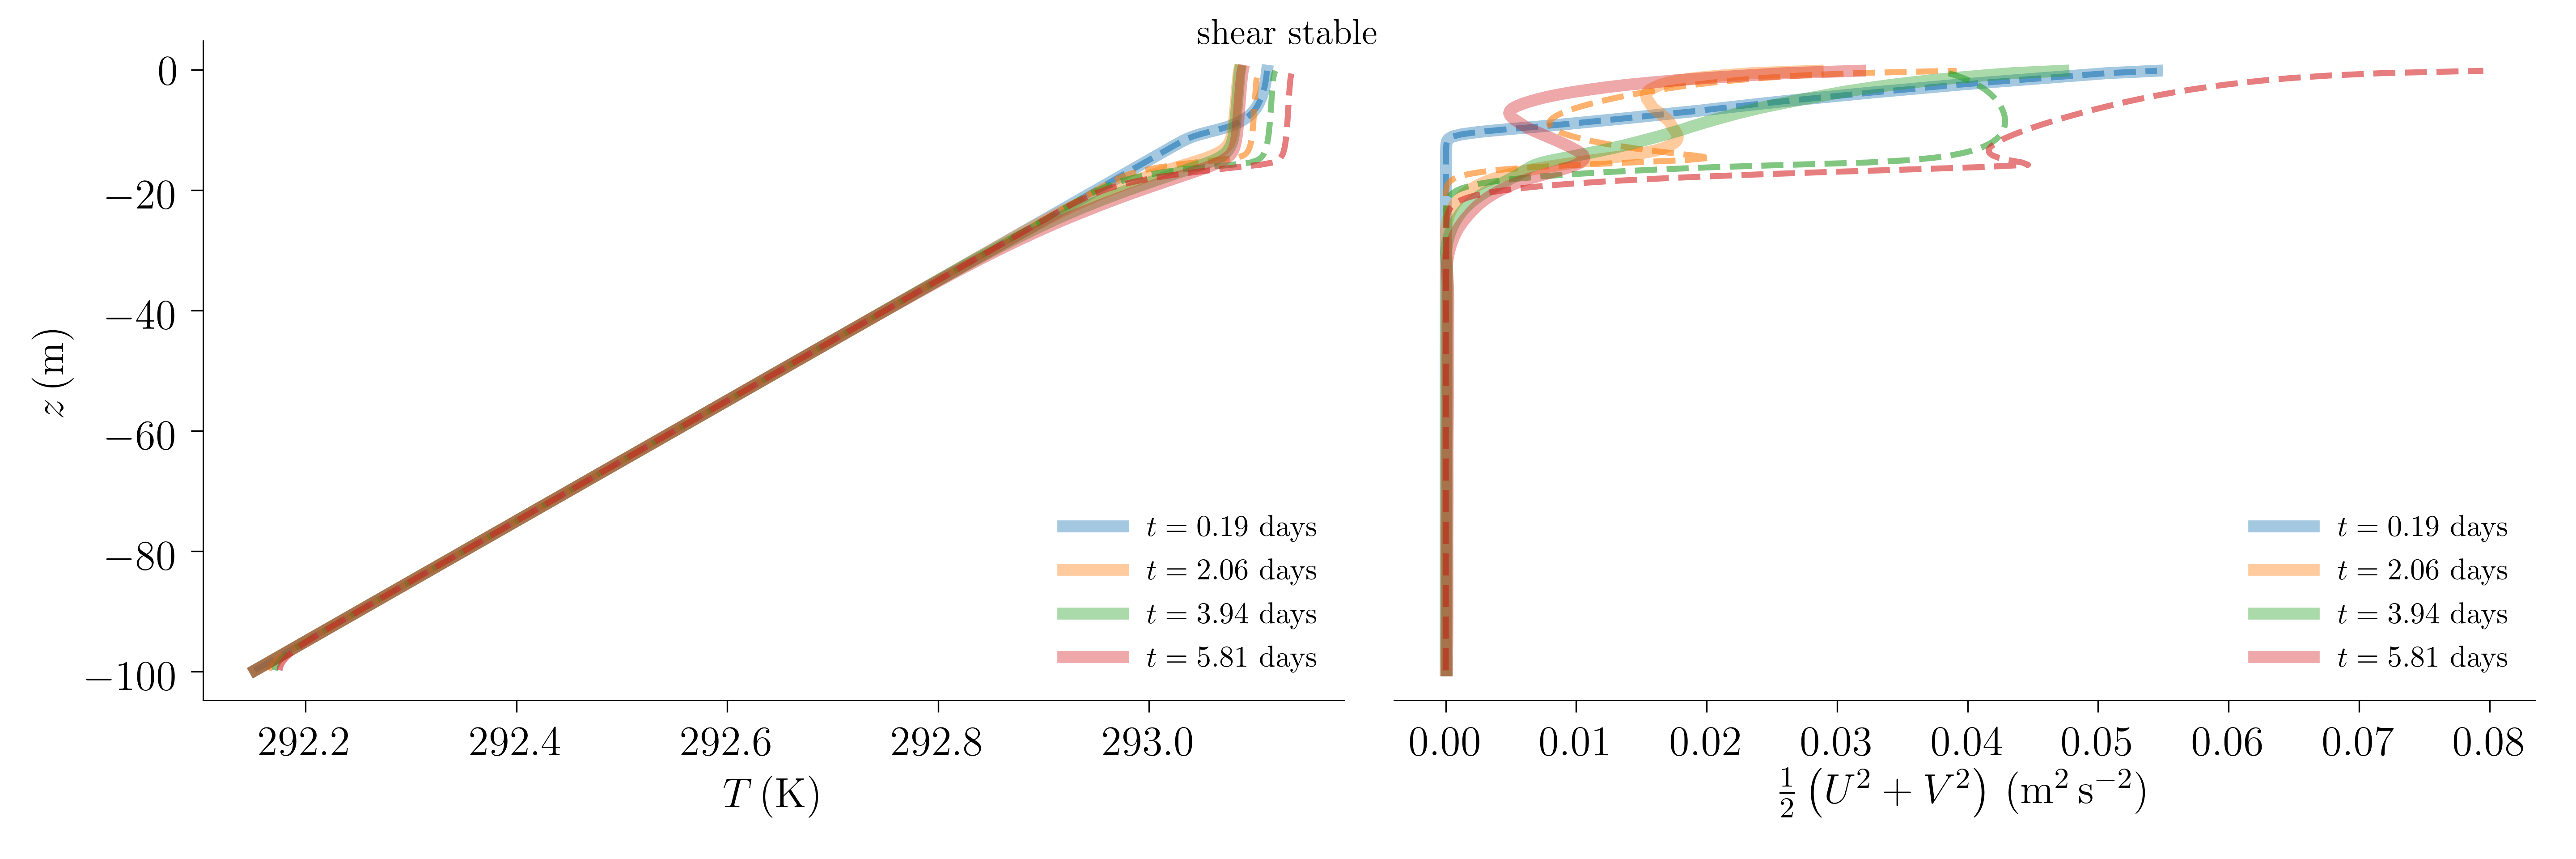 shear stable
0
−20
−40
−60
−80
−100
z (m)
292.2 292.4 292.6 292.8 293.0
T (K)
t = 0.19 days
t = 2.06 days
t = 3.94 days
t = 5.81 days
0.00 0.01 0.02 0.03 0.04 0.05 0.06 0.07 0.08
½ (U² + V²) (m² s⁻²)
t = 0.19 days
t = 2.06 days
t = 3.94 days
t = 5.81 days